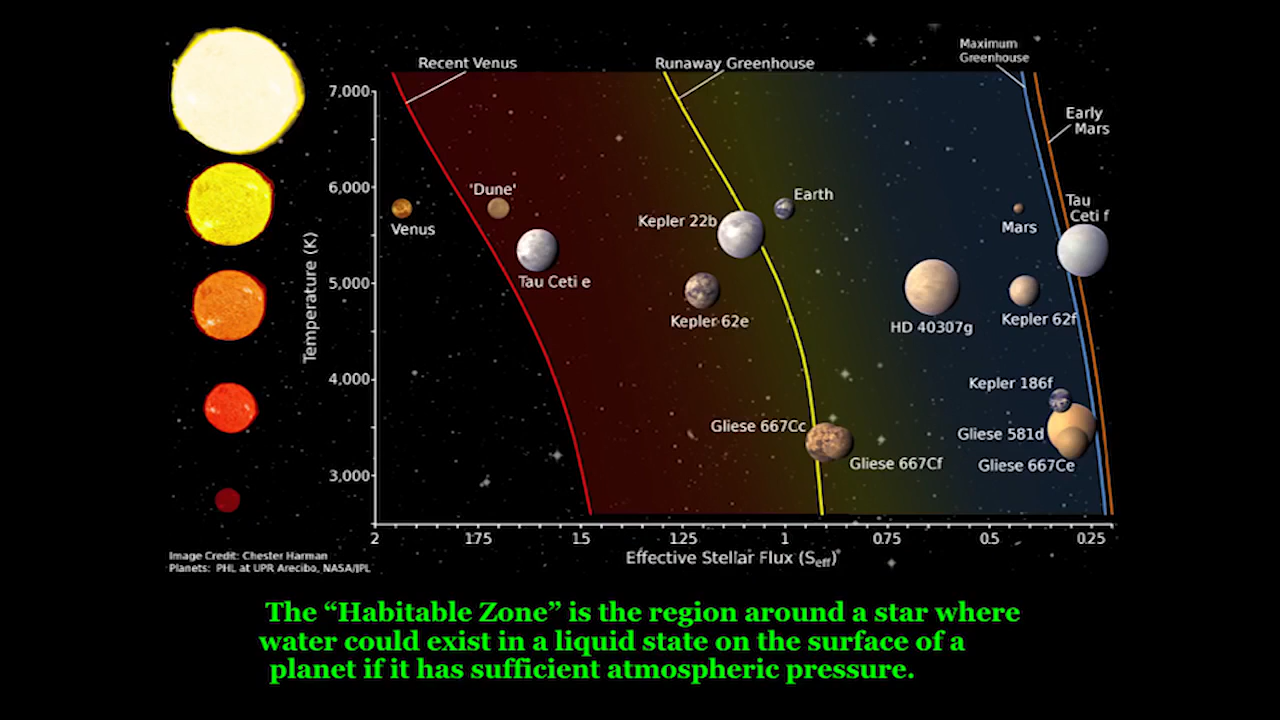 Recent Venus
Runaway Greenhouse
Maximum
Greenhouse
7,000
Early
Mars
6,000
'Dune'
Earth
Tau
Ceti f
Venus
Kepler 22b
Mars
Temperature (K)
5,000
Tau Ceti e
Kepler 62e
HD 40307g
Kepler 62f
4,000
Kepler 186f
Gliese 667Cc
Gliese 581d
Gliese 667Cf
Gliese 667Ce
3,000
2 1.75 1.5 1.25 1 0.75 0.5 0.25
Effective Stellar Flux (Seff)
Image Credit: Chester Harman
Planets: PHL at UPR Arecibo, NASA/JPL
The “Habitable Zone” is the region around a star where
water could exist in a liquid state on the surface of a
planet if it has sufficient atmospheric pressure.